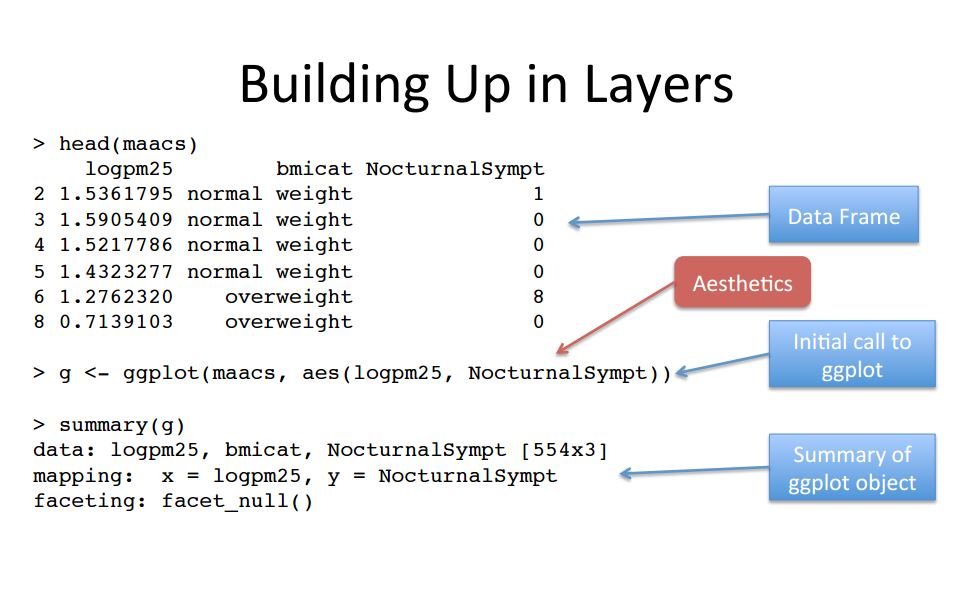 Building Up in Layers
> head(maacs)
logpm25 bmicat NocturnalSympt
2 1.5361795 normal weight 1
3 1.5905409 normal weight 0
4 1.5217786 normal weight 0
5 1.4323277 normal weight 0
6 1.2762320 overweight 8
8 0.7139103 overweight 0
Data Frame
Aesthetics
> g <- ggplot(maacs, aes(logpm25, NocturnalSympt))
Initial call to
ggplot
> summary(g)
data: logpm25, bmicat, NocturnalSympt [554x3]
mapping: x = logpm25, y = NocturnalSympt
faceting: facet_null()
Summary of
ggplot object